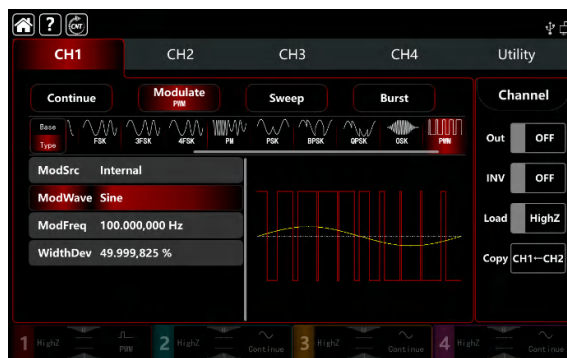 ? CNT
CH1 CH2 CH3 CH4 Utility
Continue Modulate PWM Sweep Burst Channel
Base Type FSK 3FSK 4FSK PM PSK BPSK QPSK OSK PWM
Out OFF
ModSrc Internal
INV OFF
ModWave Sine
ModFreq 100.000,000 Hz
Load HighZ
WidthDev 49.999,825 %
Copy CH1←CH2
1 HighZ PWM 2 HighZ Continue 3 HighZ Continue 4 HighZ Continue